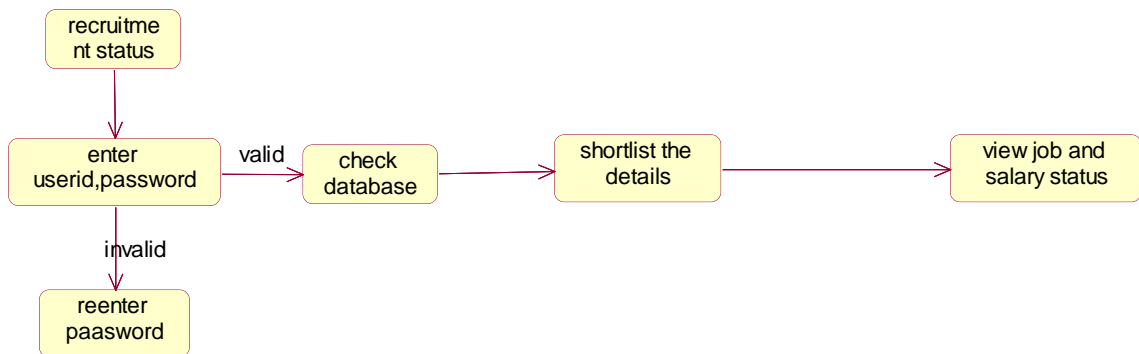 recruitme
nt status
enter
userid,password
valid
check
database
shortlist the
details
view job and
salary status
invalid
reenter
paasword